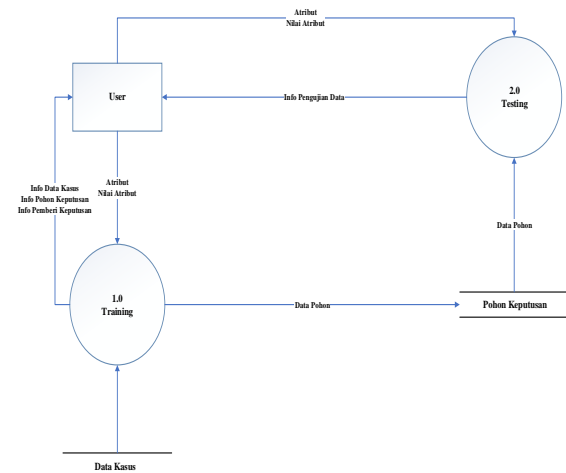 Atribut
Nilai Atribut
User
2.0
Testing
Info Pengujian Data
Info Data Kasus
Info Pohon Keputusan
Info Pemberi Keputusan
Atribut
Nilai Atribut
Data Pohon
1.0
Training
Data Pohon
Pohon Keputusan
Data Kasus